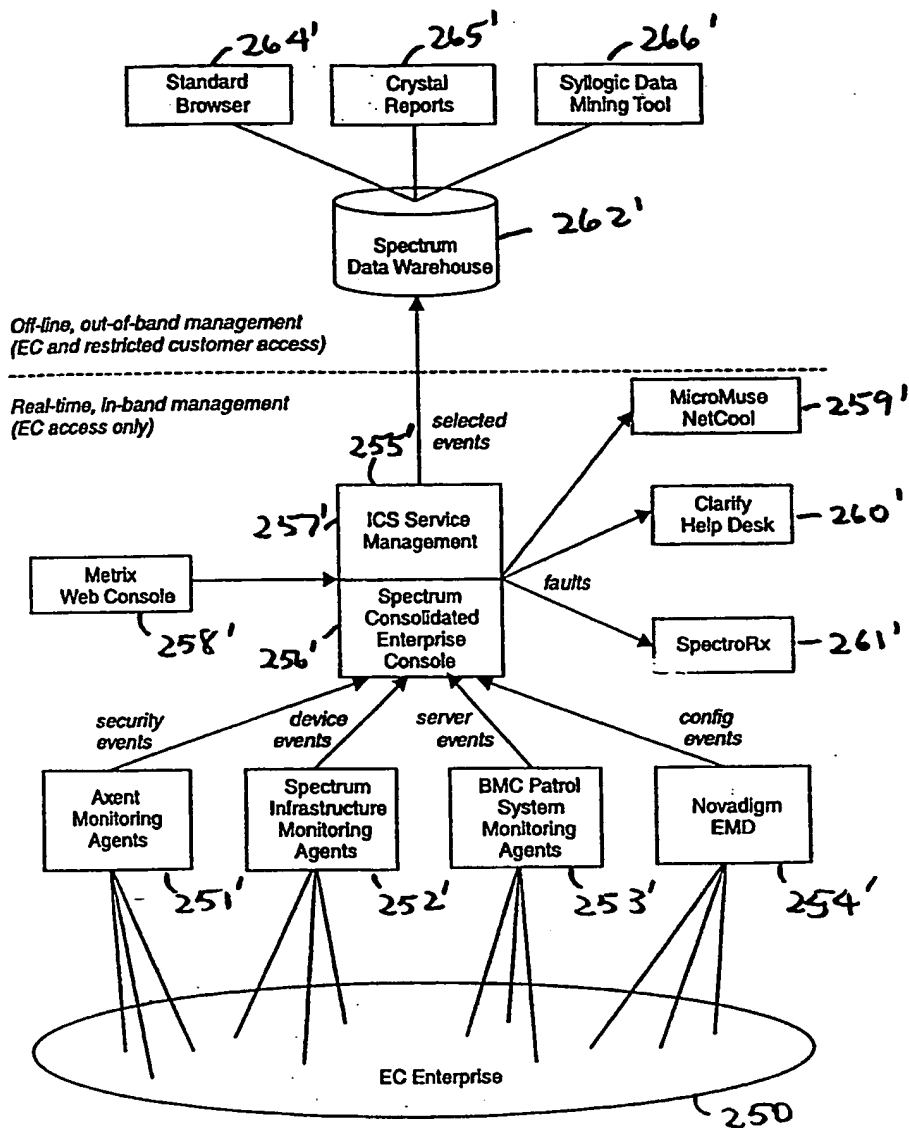 264'
265'
266'
Standard
Browser
Crystal
Reports
Syllogic Data
Mining Tool
262'
Spectrum
Data Warehouse
Off-line, out-of-band management
(EC and restricted customer access)
Real-time, in-band management
(EC access only)
selected
events
MicroMuse
NetCool
259'
255'
257'
ICS Service
Management
Clarify
Help Desk
260'
Metrix
Web Console
258'
faults
256'
Spectrum
Consolidated
Enterprise
Console
SpectroRx
261'
security
events
device
events
server
events
config
events
Axent
Monitoring
Agents
Spectrum
Infrastructure
Monitoring
Agents
BMC Patrol
System
Monitoring
Agents
Novadigm
EMD
251'
252'
253'
254'
EC Enterprise
250